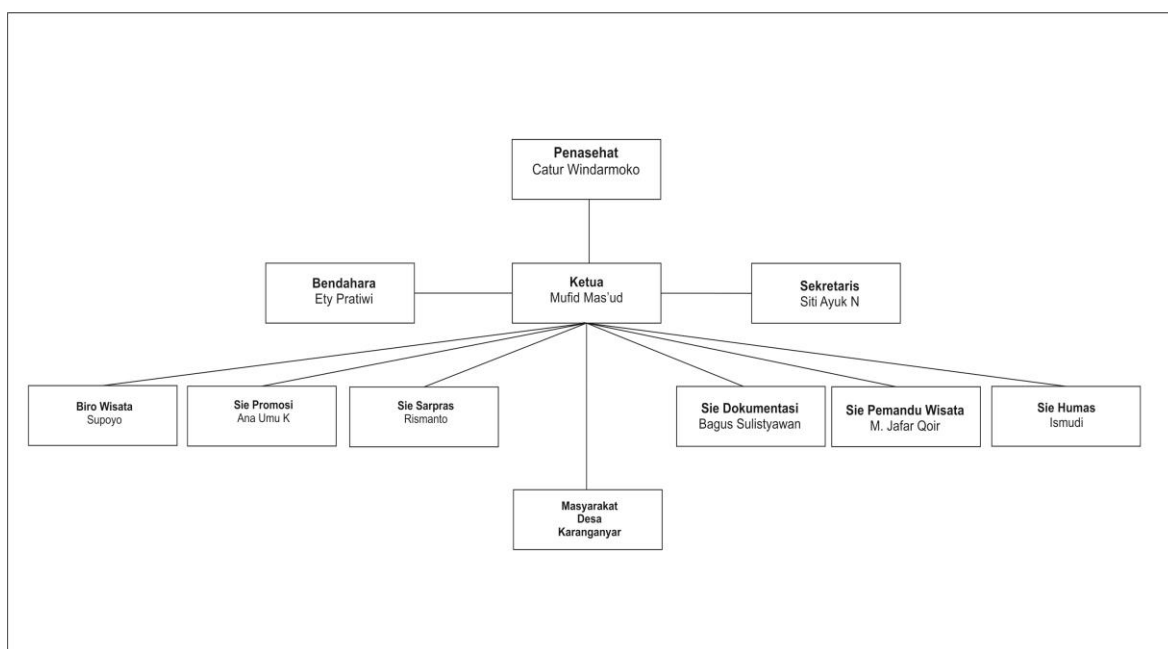 Penasehat
Catur Windarmoko
Bendahara
Ety Pratiwi
Ketua
Mufid Mas'ud
Sekretaris
Siti Ayuk N
Biro Wisata
Supoyo
Sie Promosi
Ana Umu K
Sie Sarpras
Rismanto
Sie Dokumentasi
Bagus Sulistyawan
Sie Pemandu Wisata
M. Jafar Qoir
Sie Humas
Ismudi
Masyarakat
Desa
Karanganyar